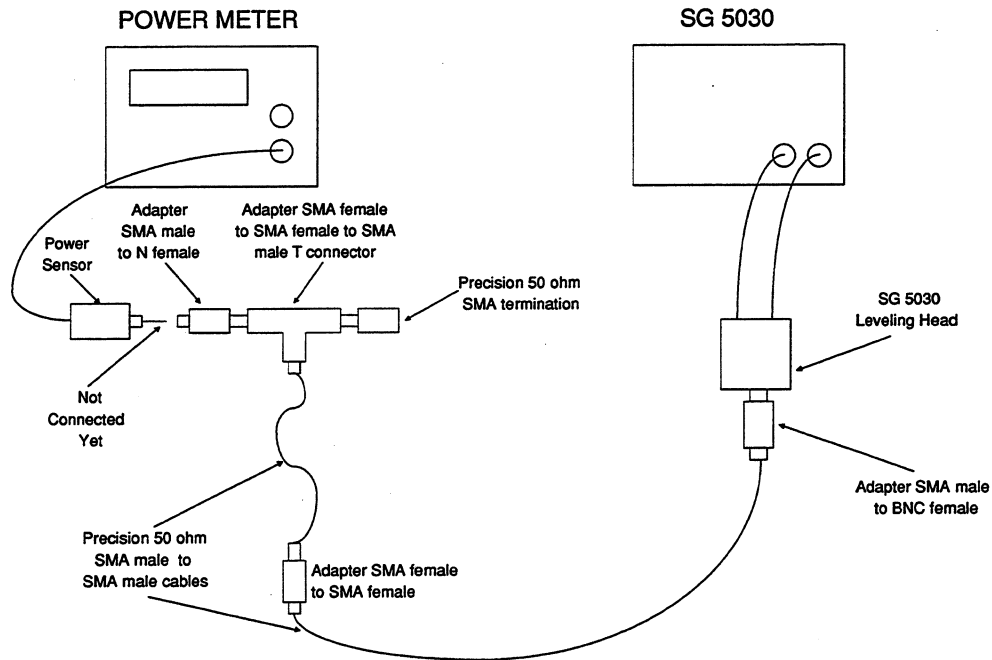 POWER METER
SG 5030
Adapter
SMA male
to N female
Adapter SMA female
to SMA female to SMA
male T connector
Power
Sensor
Precision 50 ohm
SMA termination
SG 5030
Leveling Head
Not
Connected
Yet
Adapter SMA male
to BNC female
Precision 50 ohm
SMA male to
SMA male cables
Adapter SMA female
to SMA female